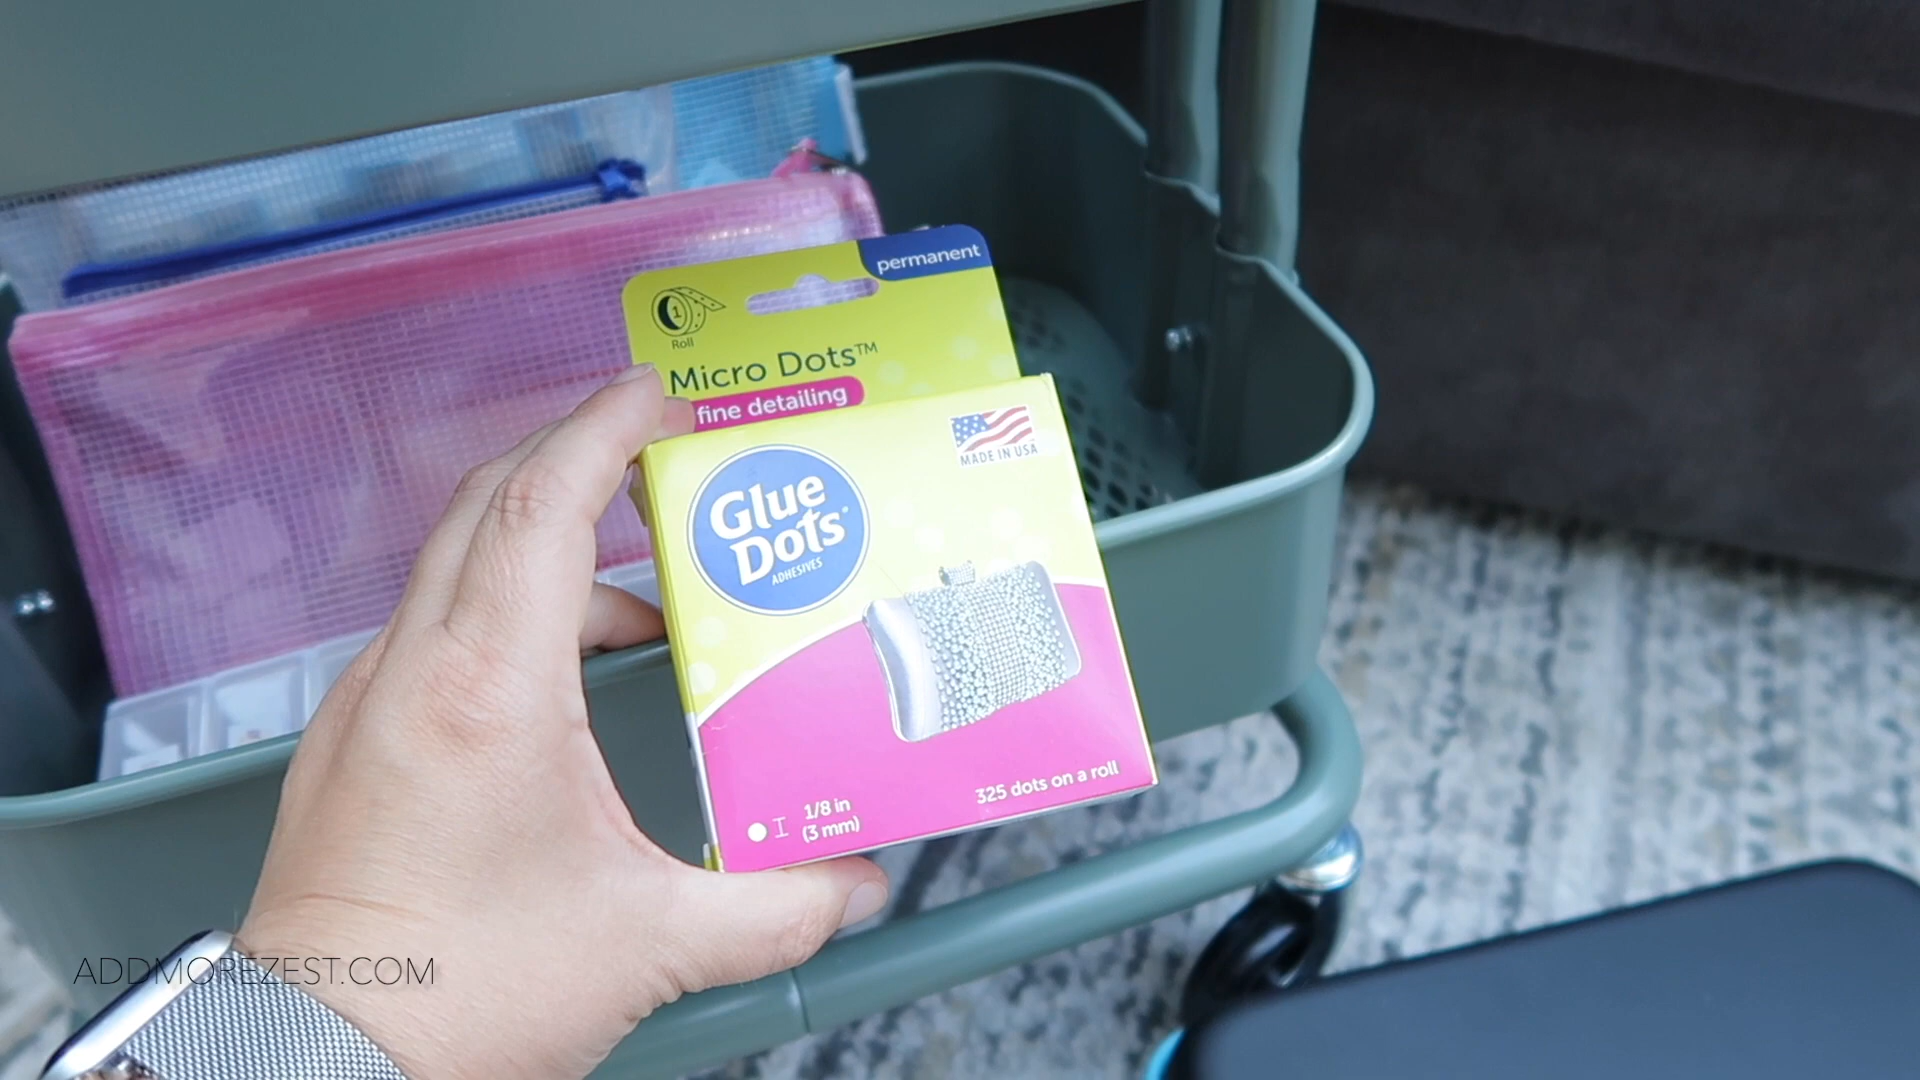 permanent
1
Roll
Micro Dots™
fine detailing
MADE IN USA
Glue
Dots®
ADHESIVES
325 dots on a roll
1/8 in
(3 mm)
ADDMOREZEST.COM